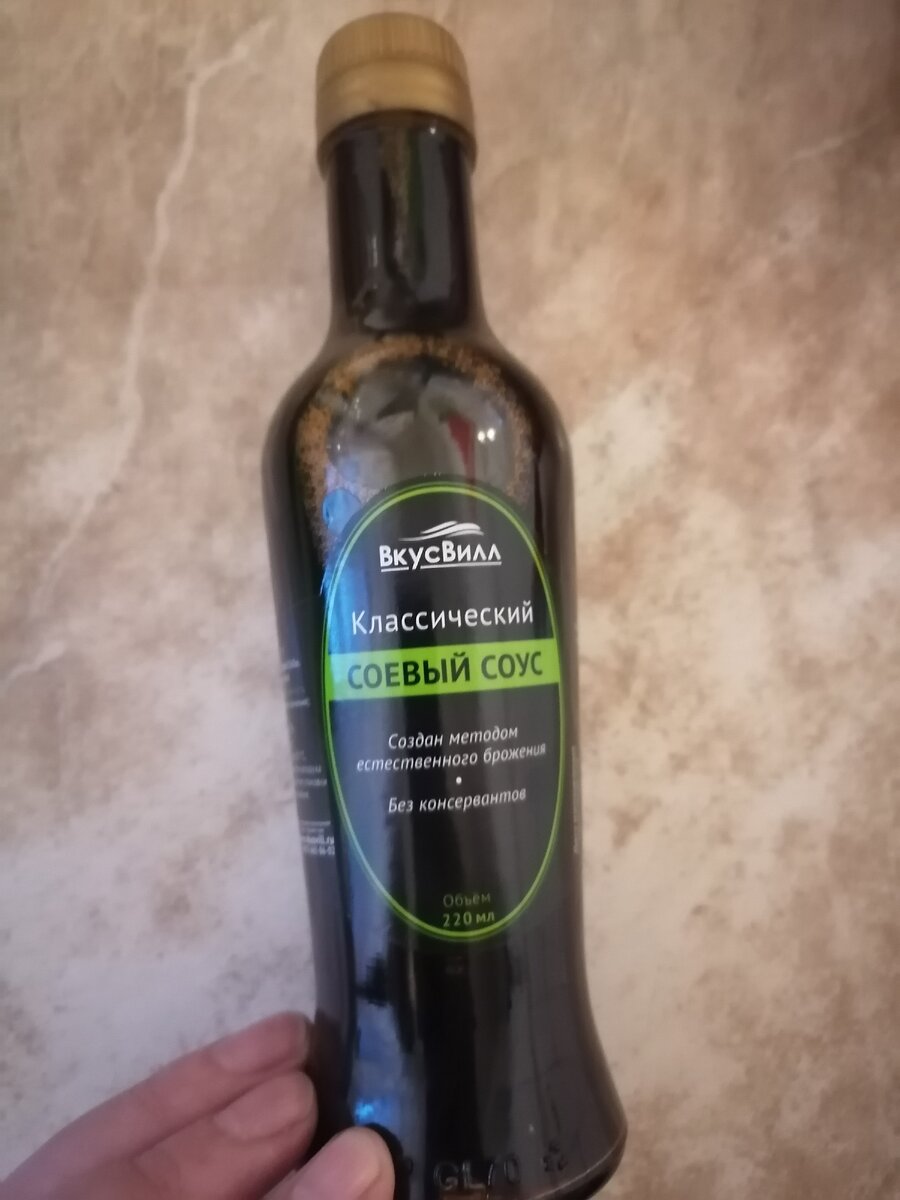 ВкусВилл
Классический
СОЕВЫЙ СОУС
Создан методом
естественного брожения
•
Без консервантов
Объём
220 мл